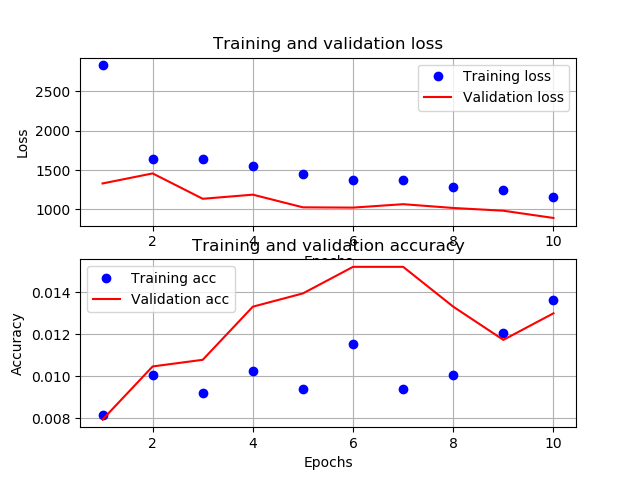 Training and validation loss
Training loss
Validation loss
2500
2000
1500
1000
Loss
2 4 6 8 10
Epochs
Training and validation accuracy
Training acc
Validation acc
0.014
0.012
0.010
0.008
Accuracy
2 4 6 8 10
Epochs